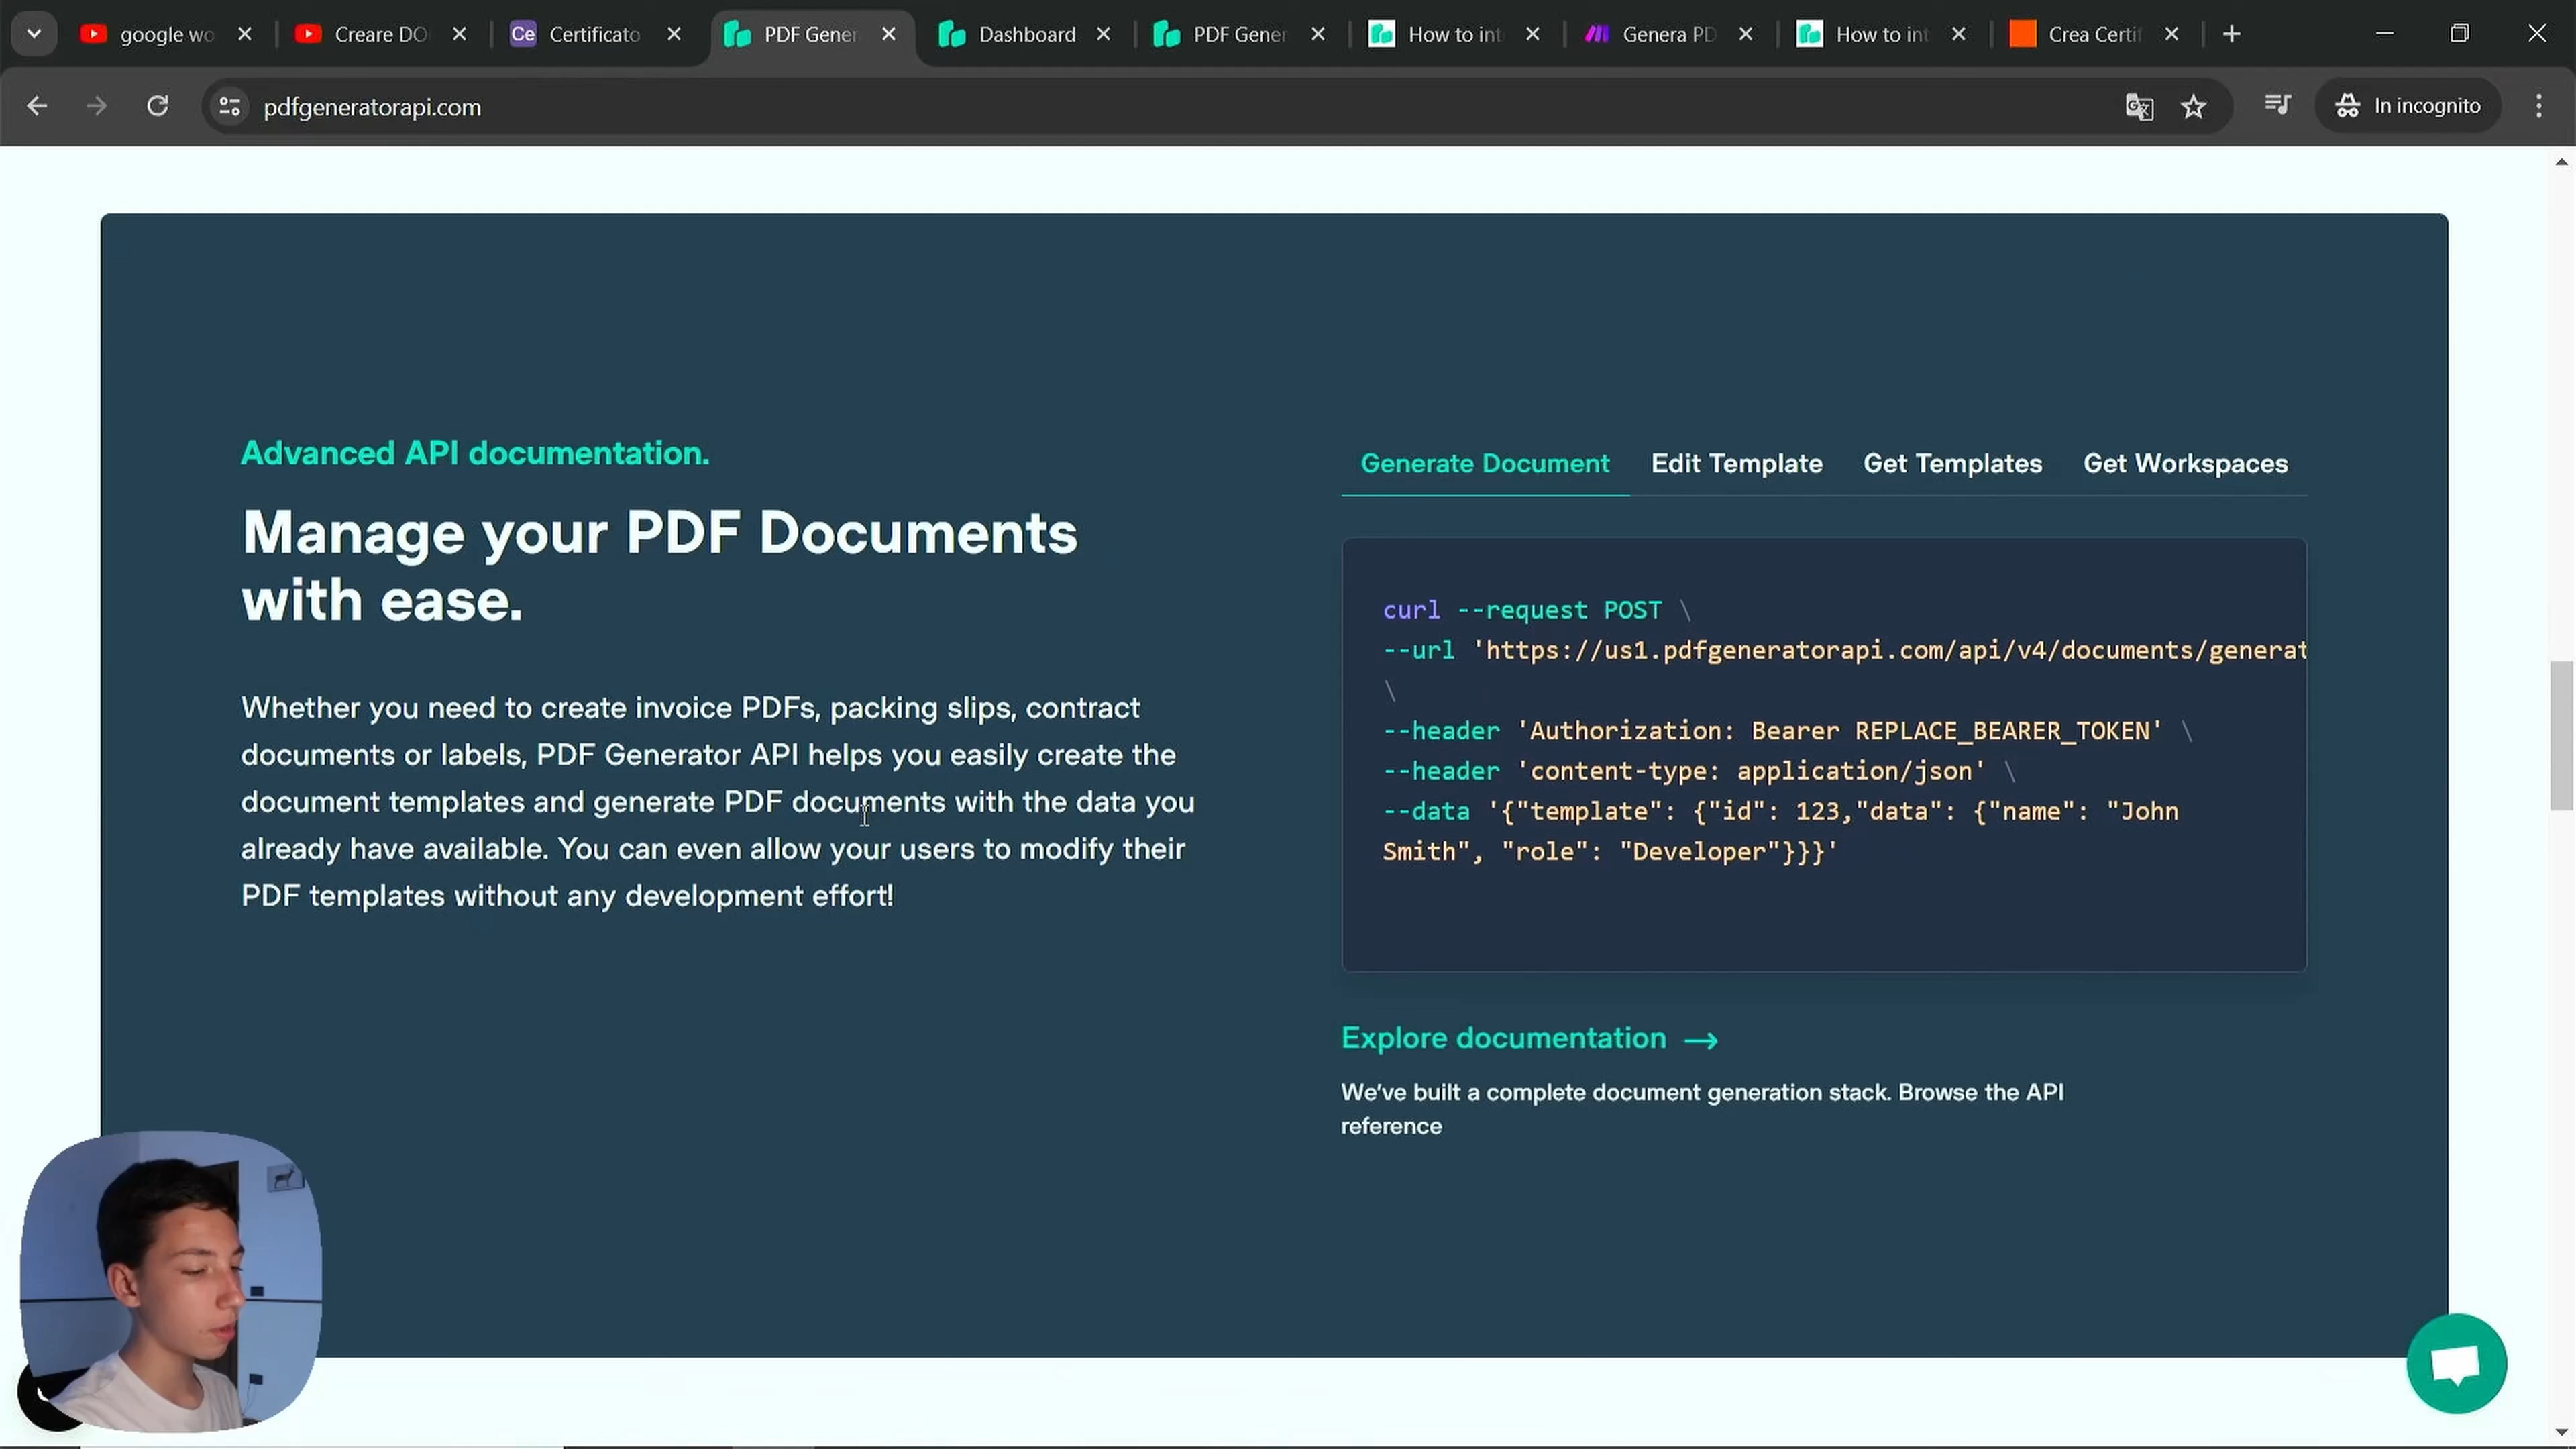 google wo
Creare DO
Ce
Certificato
PDF Gener
Dashboard
PDF Gener
How to int
Genera PD
How to int
Crea Certif
pdfgeneratorapi.com
In incognito
Advanced API documentation.
Manage your PDF Documents
with ease.
Whether you need to create invoice PDFs, packing slips, contract
documents or labels, PDF Generator API helps you easily create the
document templates and generate PDF documents with the data you
already have available. You can even allow your users to modify their
PDF templates without any development effort!
Generate Document
Edit Template
Get Templates
Get Workspaces
curl --request POST \
--url 'https://us1.pdfgeneratorapi.com/api/v4/documents/generat
\
--header 'Authorization: Bearer REPLACE_BEARER_TOKEN' \
--header 'content-type: application/json' \
--data '{"template": {"id": 123,"data": {"name": "John
Smith", "role": "Developer"}}}'
Explore documentation →
We've built a complete document generation stack. Browse the API
reference